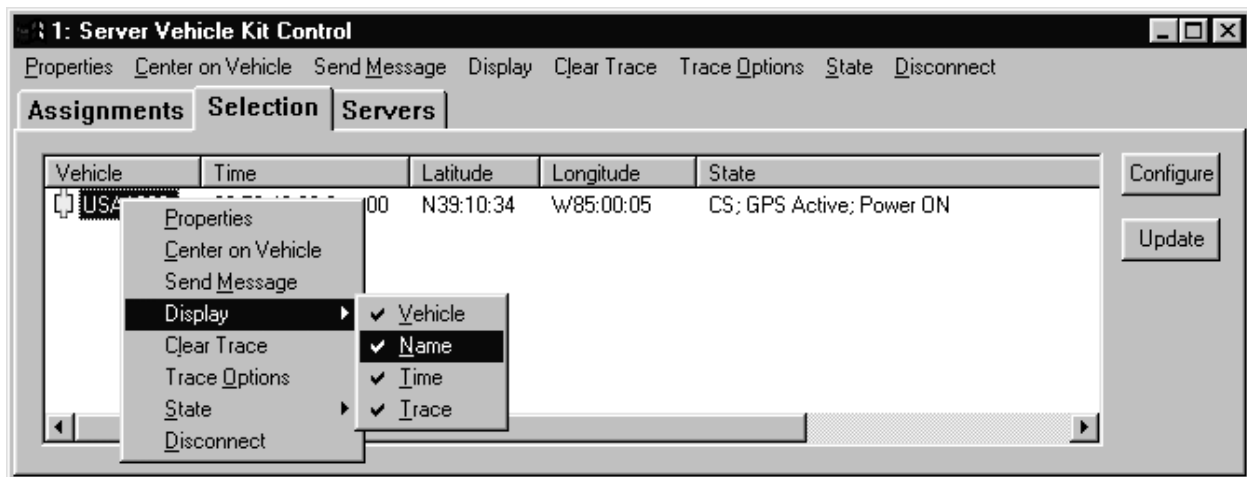 1: Server Vehicle Kit Control
Properties Center on Vehicle Send Message Display Clear Trace Trace Options State Disconnect
Assignments Selection Servers
Vehicle Time Latitude Longitude State
N39:10:34 W85:00:05 CS; GPS Active; Power ON
Configure
Update
Properties
Center on Vehicle
Send Message
Display
Clear Trace
Trace Options
State
Disconnect
Vehicle
Name
Time
Trace